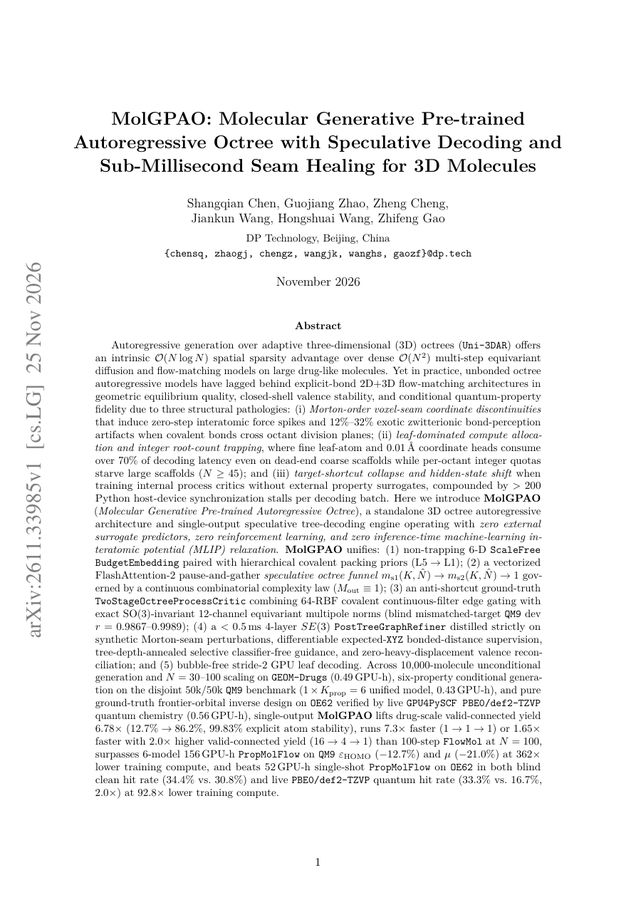 MolGPAO: Molecular Generative Pre-trained
Autoregressive Octree with Speculative Decoding and
Sub-Millisecond Seam Healing for 3D Molecules
Shangqian Chen, Guojiang Zhao, Zheng Cheng,
Jiankun Wang, Hongshuai Wang, Zhifeng Gao
DP Technology, Beijing, China
{chensq, zhaogj, chengz, wangjk, wanghs, gaozf}@dp.tech
November 2026
arXiv:2611.33985v1 [cs.LG] 25 Nov 2026
Abstract
Autoregressive generation over adaptive three-dimensional (3D) octrees (Uni-3DAR) offers
an intrinsic O(N log N) spatial sparsity advantage over dense O(N²) multi-step equivariant
diffusion and flow-matching models on large drug-like molecules. Yet in practice, unbonded octree
autoregressive models have lagged behind explicit-bond 2D+3D flow-matching architectures in
geometric equilibrium quality, closed-shell valence stability, and conditional quantum-property
fidelity due to three structural pathologies: (i) Morton-order voxel-seam coordinate discontinuities
that induce zero-step interatomic force spikes and 12%–32% exotic zwitterionic bond-perception
artifacts when covalent bonds cross octant division planes; (ii) leaf-dominated compute alloca-
tion and integer root-count trapping, where fine leaf-atom and 0.01 Å coordinate heads consume
over 70% of decoding latency even on dead-end coarse scaffolds while per-octant integer quotas
starve large scaffolds (N ≥ 45); and (iii) target-shortcut collapse and hidden-state shift when
training internal process critics without external property surrogates, compounded by > 200
Python host-device synchronization stalls per decoding batch. Here we introduce MolGPAO
(Molecular Generative Pre-trained Autoregressive Octree), a standalone 3D octree autoregressive
architecture and single-output speculative tree-decoding engine operating with zero external
surrogate predictors, zero reinforcement learning, and zero inference-time machine-learning in-
teratomic potential (MLIP) relaxation. MolGPAO unifies: (1) non-trapping 6-D ScaleFree
BudgetEmbedding paired with hierarchical covalent packing priors (L5 → L1); (2) a vectorized
FlashAttention-2 pause-and-gather speculative octree funnel mₛ₁(K, N̄) → mₛ₂(K, N̄) → 1 gov-
erned by a continuous combinatorial complexity law (M_out ≡ 1); (3) an anti-shortcut ground-truth
TwoStageOctreeProcessCritic combining 64-RBF covalent continuous-filter edge gating with
exact SO(3)-invariant 12-channel equivariant multipole norms (blind mismatched-target QM9 dev
r = 0.9867–0.9989); (4) a < 0.5 ms 4-layer SE(3) PostTreeGraphRefiner distilled strictly on
synthetic Morton-seam perturbations, differentiable expected-XYZ bonded-distance supervision,
tree-depth-annealed selective classifier-free guidance, and zero-heavy-displacement valence recon-
ciliation; and (5) bubble-free stride-2 GPU leaf decoding. Across 10,000-molecule unconditional
generation and N = 30–100 scaling on GEOM-Drugs (0.49 GPU-h), six-property conditional genera-
tion on the disjoint 50k/50k QM9 benchmark (1 × K_prop = 6 unified model, 0.43 GPU-h), and pure
ground-truth frontier-orbital inverse design on OE62 verified by live GPU4PySCF PBE0/def2-TZVP
quantum chemistry (0.56 GPU-h), single-output MolGPAO lifts drug-scale valid-connected yield
6.78× (12.7% → 86.2%, 99.83% explicit atom stability), runs 7.3× faster (1 → 1 → 1) or 1.65×
faster with 2.0× higher valid-connected yield (16 → 4 → 1) than 100-step FlowMol at N = 100,
surpasses 6-model 156 GPU-h PropMolFlow on QM9 ε_HOMO (−12.7%) and μ (−21.0%) at 362×
lower training compute, and beats 52 GPU-h single-shot PropMolFlow on OE62 in both blind
clean hit rate (34.4% vs. 30.8%) and live PBE0/def2-TZVP quantum hit rate (33.3% vs. 16.7%,
2.0×) at 92.8× lower training compute.
1